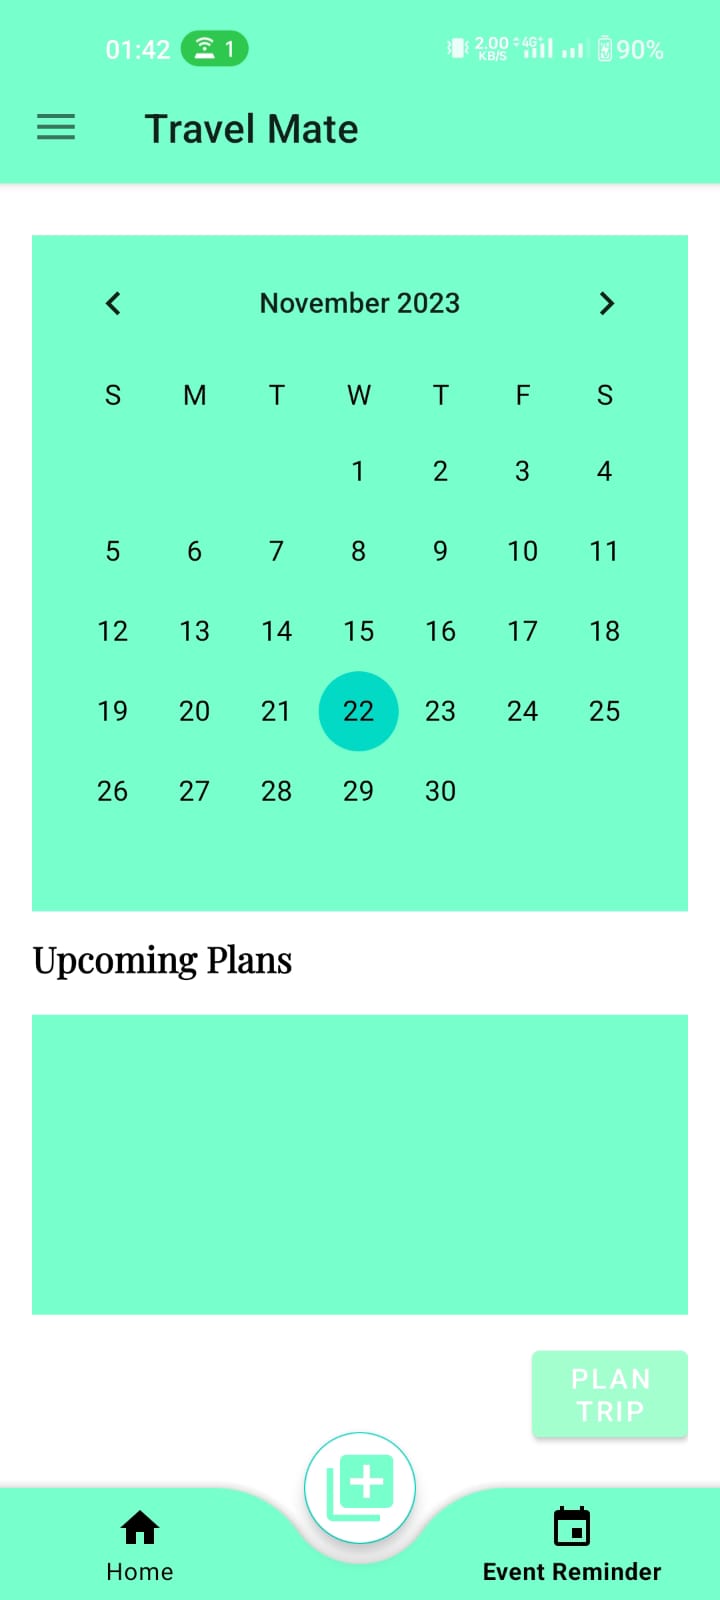 01:42 1 2.00 KB/S 4G+ 90%
Travel Mate
November 2023
S M T W T F S
1 2 3 4
5 6 7 8 9 10 11
12 13 14 15 16 17 18
19 20 21 22 23 24 25
26 27 28 29 30
Upcoming Plans
PLAN
TRIP
Home Event Reminder